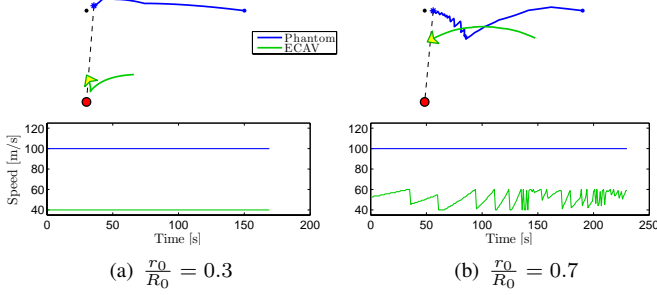 Phantom
ECAV
Speed [m/s]
120
100
80
60
40
0 50 100 150 200
Time [s]
120
100
80
60
40
0 50 100 150 200 250
Time [s]
(a) r₀/R₀ = 0.3
(b) r₀/R₀ = 0.7